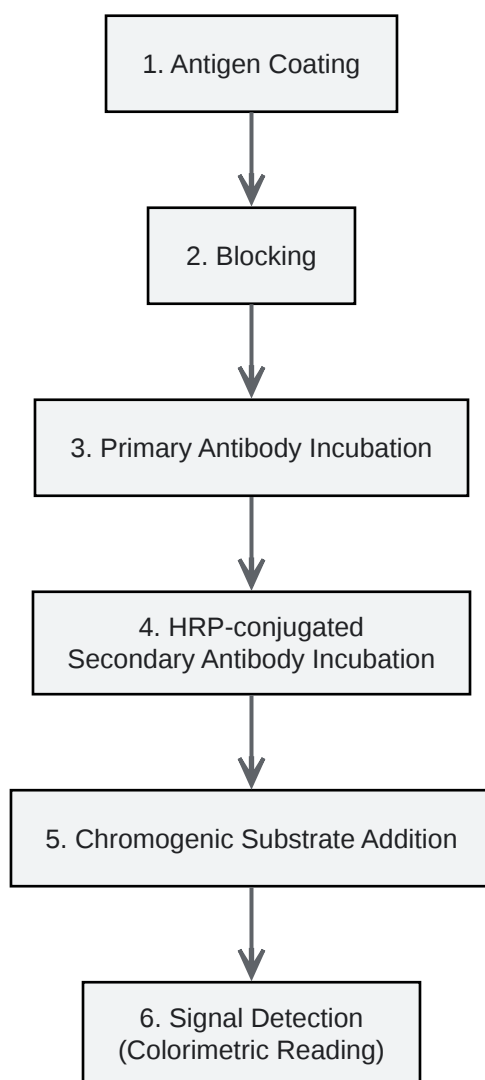 1. Antigen Coating
2. Blocking
3. Primary Antibody Incubation
4. HRP-conjugated
Secondary Antibody Incubation
5. Chromogenic Substrate Addition
6. Signal Detection
(Colorimetric Reading)